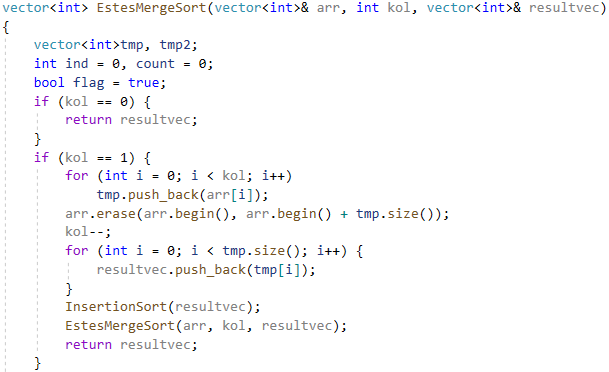 vector<int> EstesMergeSort(vector<int>& arr, int kol, vector<int>& resultvec)
{
    vector<int>tmp, tmp2;
    int ind = 0, count = 0;
    bool flag = true;
    if (kol == 0) {
        return resultvec;
    }
    if (kol == 1) {
        for (int i = 0; i < kol; i++)
            tmp.push_back(arr[i]);
        arr.erase(arr.begin(), arr.begin() + tmp.size());
        kol--;
        for (int i = 0; i < tmp.size(); i++) {
            resultvec.push_back(tmp[i]);
        }
        InsertionSort(resultvec);
        EstesMergeSort(arr, kol, resultvec);
        return resultvec;
    }